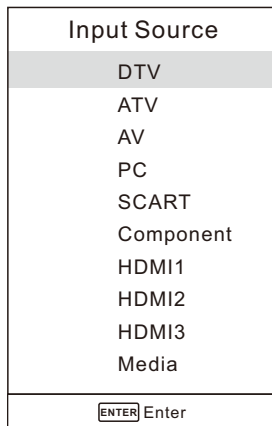 Input Source
DTV
ATV
AV
PC
SCART
Component
HDMI1
HDMI2
HDMI3
Media
ENTER Enter